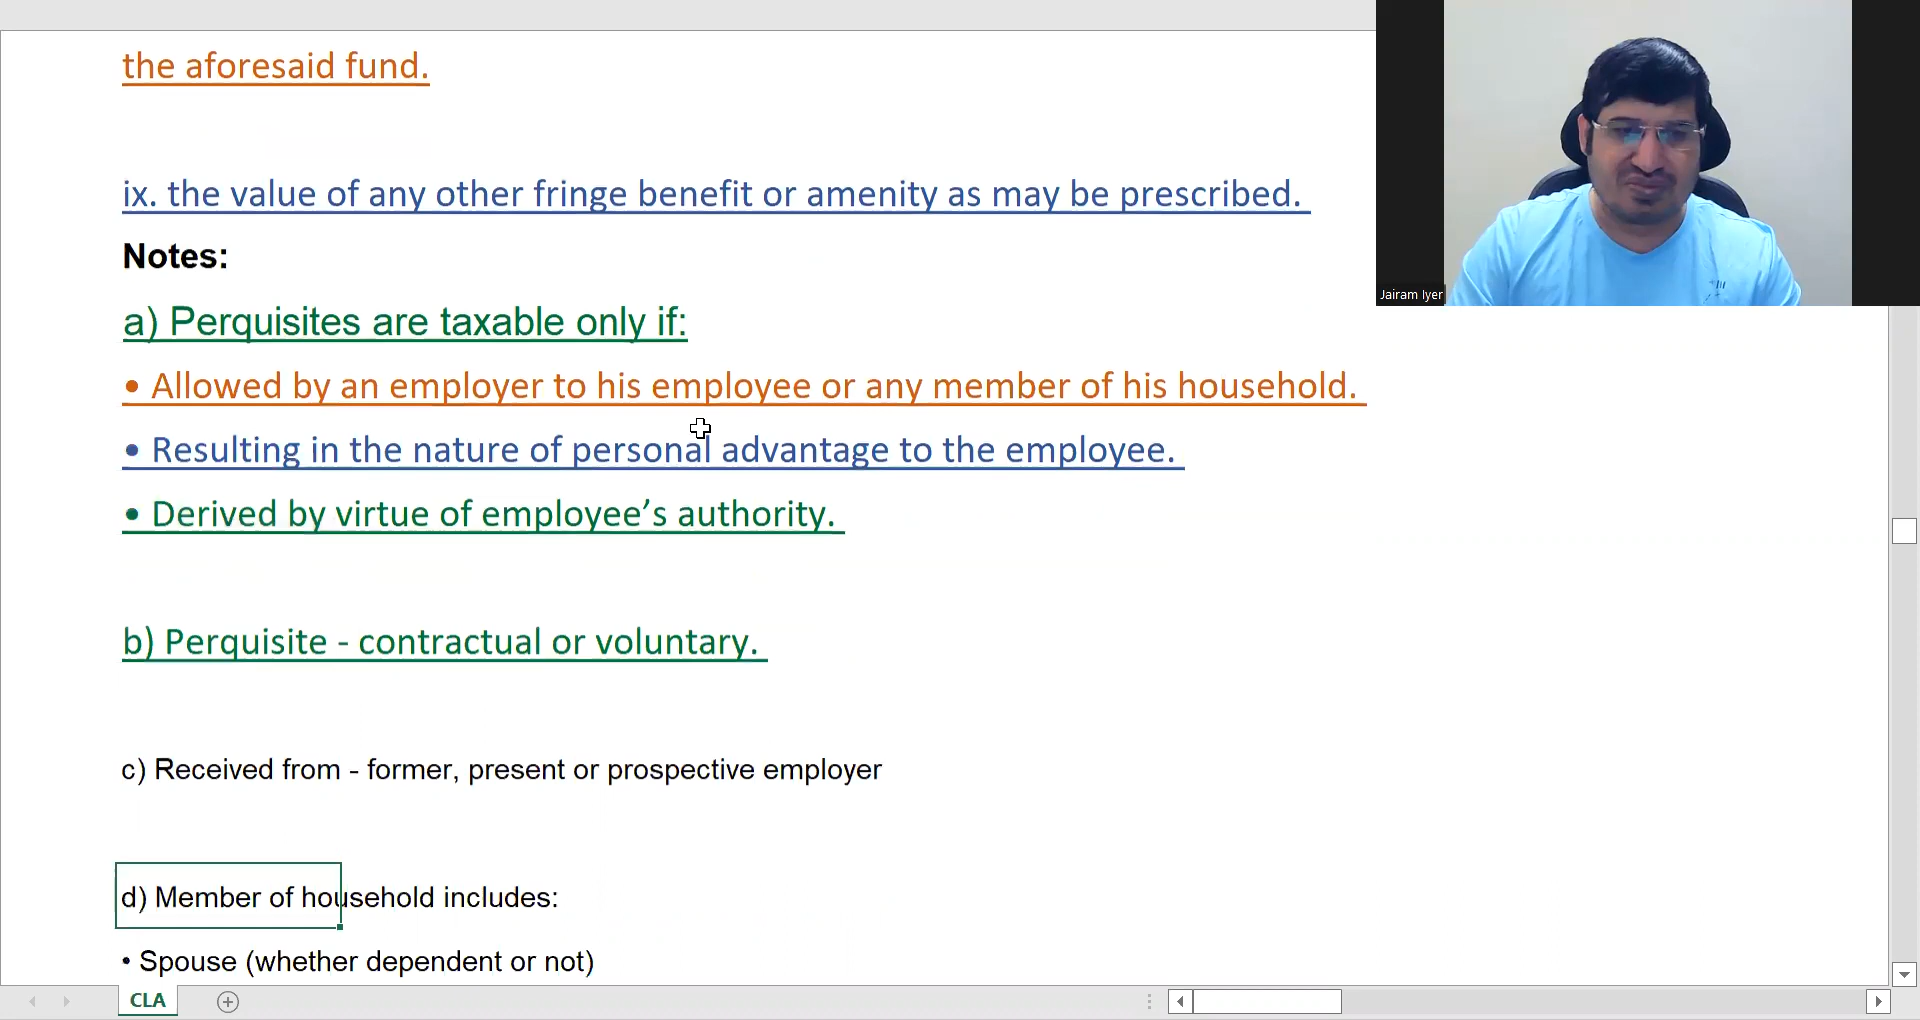 the aforesaid fund.
ix. the value of any other fringe benefit or amenity as may be prescribed.
Notes:
a) Perquisites are taxable only if:
• Allowed by an employer to his employee or any member of his household.
• Resulting in the nature of personal advantage to the employee.
• Derived by virtue of employee’s authority.
b) Perquisite - contractual or voluntary.
c) Received from - former, present or prospective employer
d) Member of household includes:
• Spouse (whether dependent or not)
Jairam Iyer
CLA